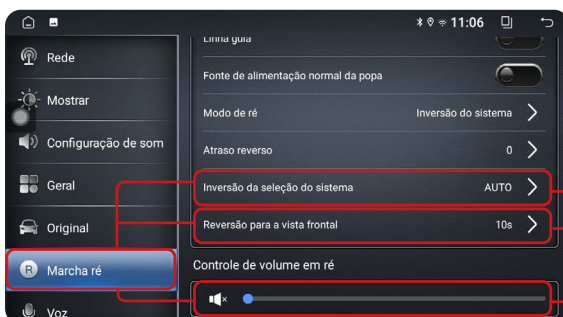 11:06
Linha guia
Rede
Fonte de alimentação normal da popa
Mostrar
Modo de ré Inversão do sistema
Configuração de som
Atraso reverso 0
Geral
Inversão da seleção do sistema AUTO
Original
Reversão para a vista frontal 10s
R Marcha ré
Controle de volume em ré
Voz